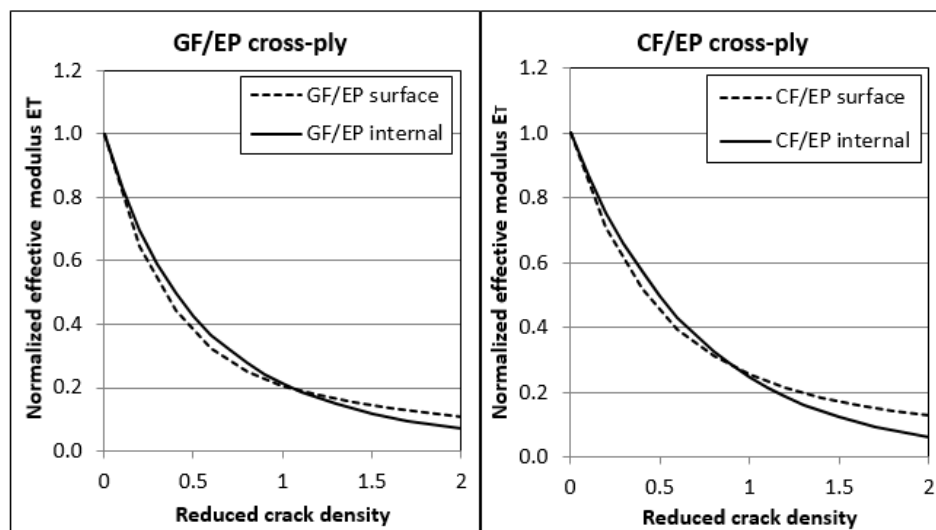 GF/EP cross-ply
GF/EP surface
GF/EP internal
Normalized effective modulus ET
1.2
1.0
0.8
0.6
0.4
0.2
0.0
0
0.5
1
1.5
2
Reduced crack density
CF/EP cross-ply
CF/EP surface
CF/EP internal
Normalized effective modulus ET
1.2
1.0
0.8
0.6
0.4
0.2
0.0
0
0.5
1
1.5
2
Reduced crack density